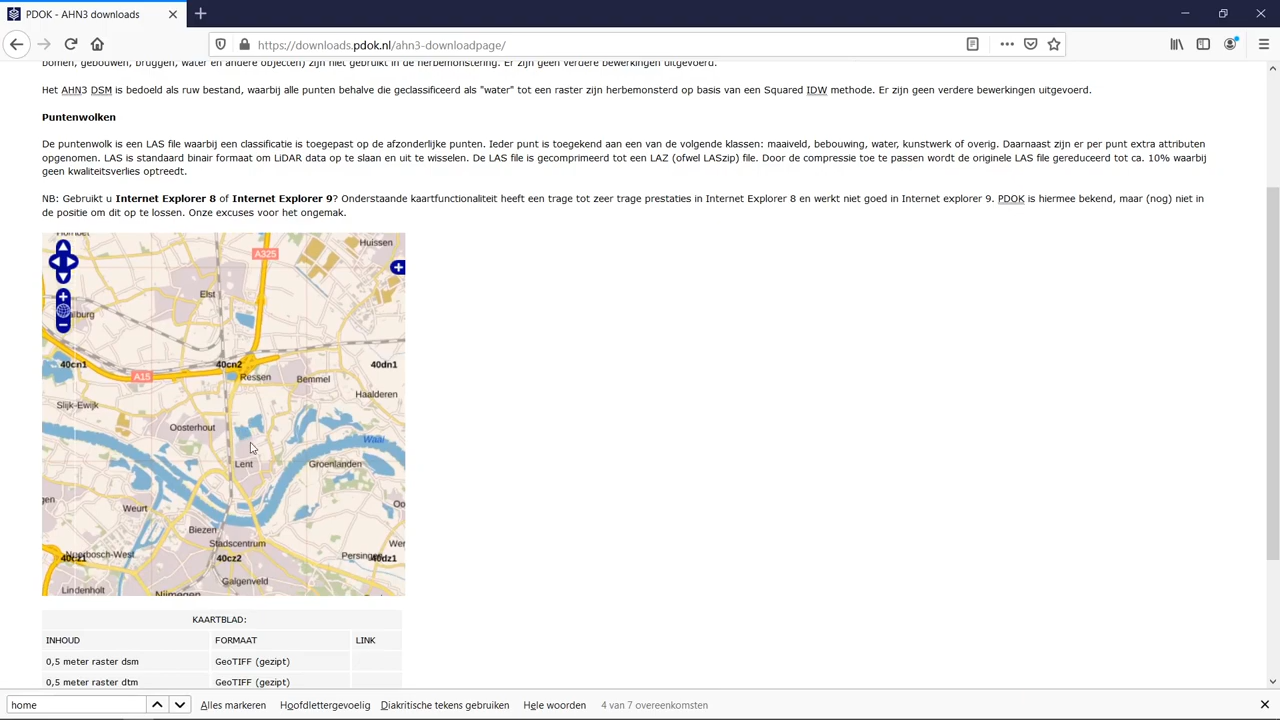 PDOK - AHN3 downloads
https://downloads.pdok.nl/ahn3-downloadpage/
bomen, gebouwen, bruggen, water en andere objecten) zijn niet gebruikt in de herbemonstering. Er zijn geen verdere bewerkingen uitgevoerd.
Het AHN3 DSM is bedoeld als ruw bestand, waarbij alle punten behalve die geclassificeerd als "water" tot een raster zijn herbemonsterd op basis van een Squared IDW methode. Er zijn geen verdere bewerkingen uitgevoerd.
Puntenwolken
De puntenwolk is een LAS file waarbij een classificatie is toegepast op de afzonderlijke punten. Ieder punt is toegekend aan een van de volgende klassen: maaiveld, bebouwing, water, kunstwerk of overig. Daarnaast zijn er per punt extra attributen
opgenomen. LAS is standaard binair formaat om LiDAR data op te slaan en uit te wisselen. De LAS file is gecomprimeerd tot een LAZ (ofwel LASzip) file. Door de compressie toe te passen wordt de originele LAS file gereduceerd tot ca. 10% waarbij
geen kwaliteitsverlies optreedt.
NB: Gebruikt u Internet Explorer 8 of Internet Explorer 9? Onderstaande kaartfunctionaliteit heeft een trage tot zeer trage prestaties in Internet Explorer 8 en werkt niet goed in Internet explorer 9. PDOK is hiermee bekend, maar (nog) niet in
de positie om dit op te lossen. Onze excuses voor het ongemak.
Huissen
A325
Elst
alburg
40cn1
40cn2
40dn1
A15
Ressen
Bemmel
Haalderen
Slijk-Ewijk
Oosterhout
Waal
Lent
Groenlanden
gen
Oo
Weurt
Biezen
Stadscentrum
Wer
Noorbosch-West
40cz1
40cz2
Persingen
40dz1
Galgenveld
Lindenholt
Nijmegen
KAARTBLAD:
INHOUD FORMAAT LINK
0,5 meter raster dsm GeoTIFF (gezipt)
0,5 meter raster dtm GeoTIFF (gezipt)
home Alles markeren Hoofdlettergevoelig Diakritische tekens gebruiken Hele woorden 4 van 7 overeenkomsten